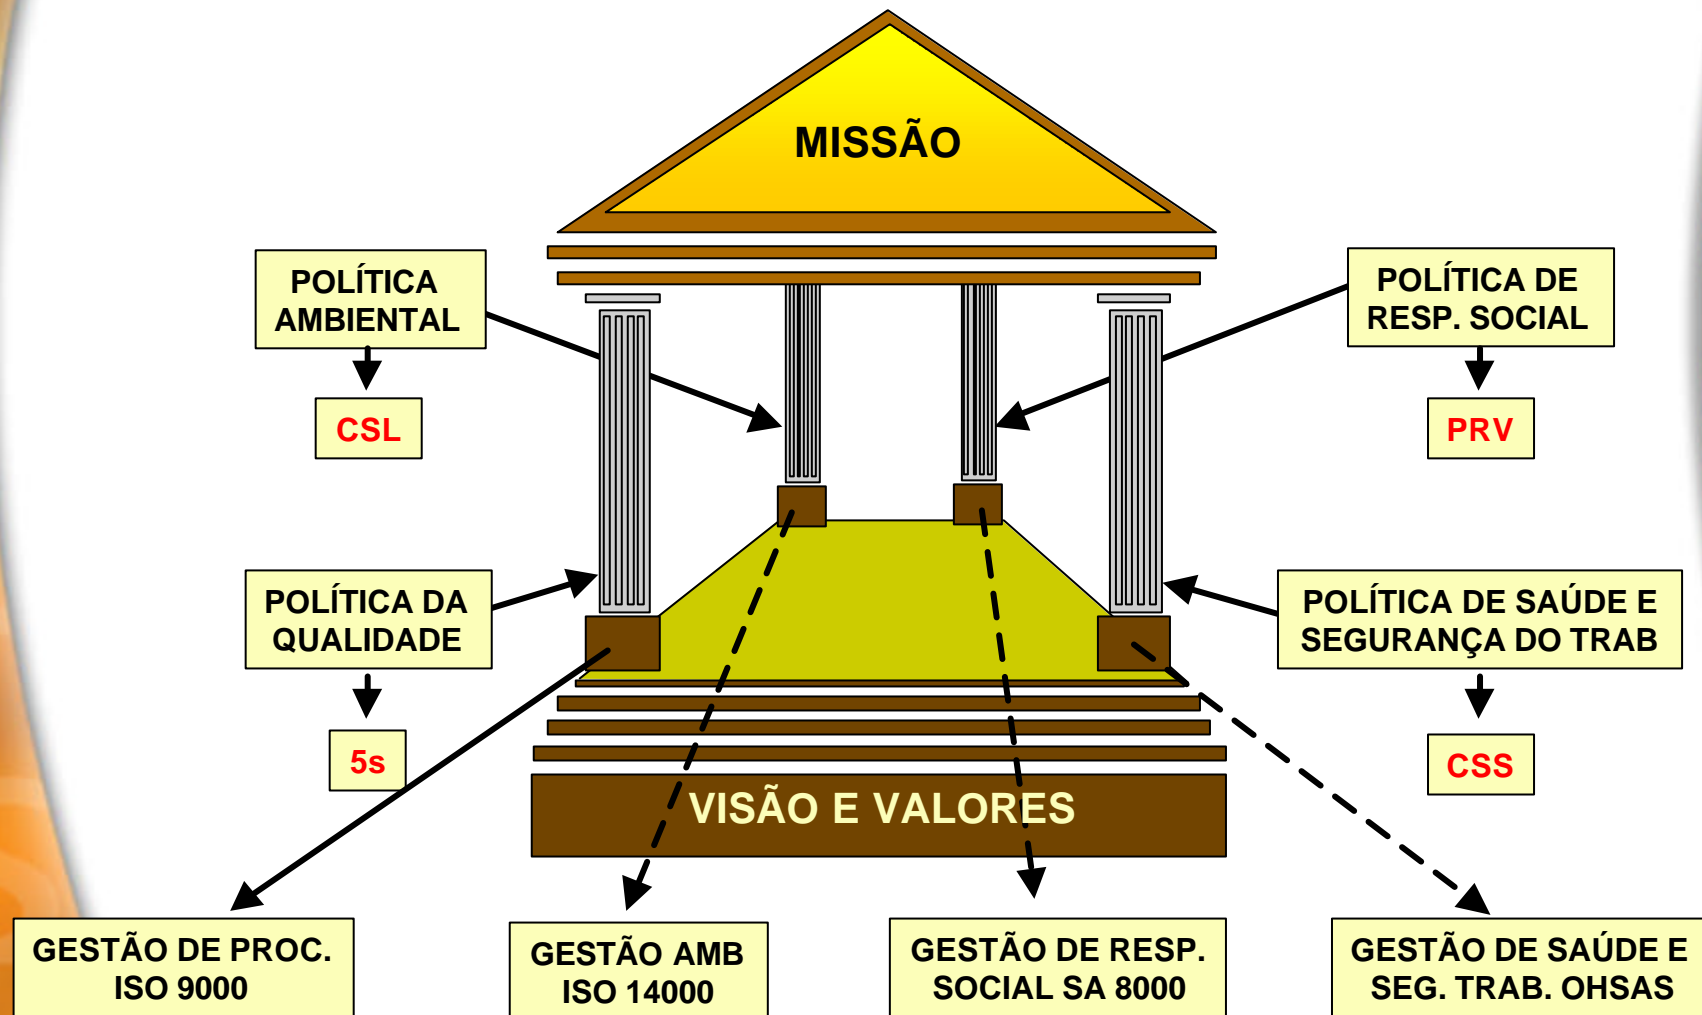 MISSÃO
POLÍTICA
AMBIENTAL
CSL
POLÍTICA DE
RESP. SOCIAL
PRV
POLÍTICA DA
QUALIDADE
5s
POLÍTICA DE SAÚDE E
SEGURANÇA DO TRAB
CSS
VISÃO E VALORES
GESTÃO DE PROC.
ISO 9000
GESTÃO AMB
ISO 14000
GESTÃO DE RESP.
SOCIAL SA 8000
GESTÃO DE SAÚDE E
SEG. TRAB. OHSAS